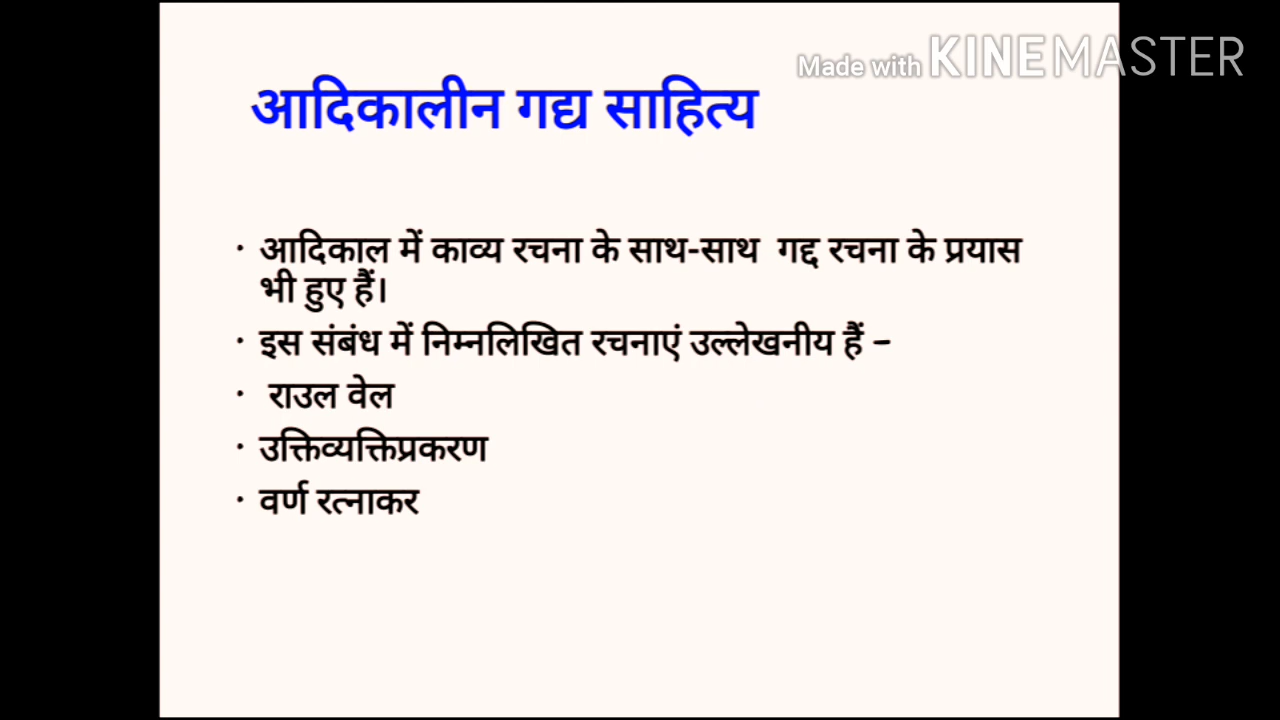 Made with KINEMASTER
आदिकालीन गद्य साहित्य
· आदिकाल में काव्य रचना के साथ-साथ गद्द रचना के प्रयास
भी हुए हैं।
· इस संबंध में निम्नलिखित रचनाएं उल्लेखनीय हैं –
· राउल वेल
· उक्तिव्यक्तिप्रकरण
· वर्ण रत्नाकर